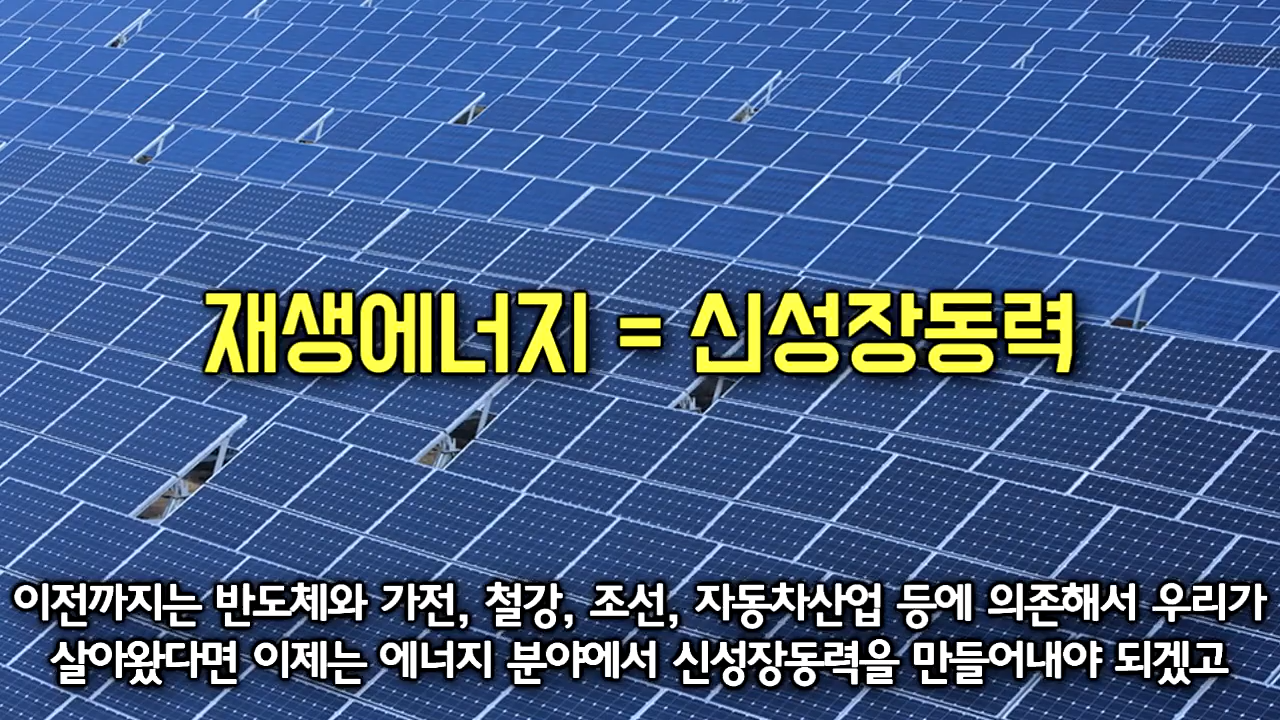 재생에너지 = 신성장동력
이전까지는 반도체와 가전, 철강, 조선, 자동차산업 등에 의존해서 우리가
살아왔다면 이제는 에너지 분야에서 신성장동력을 만들어내야 되겠고